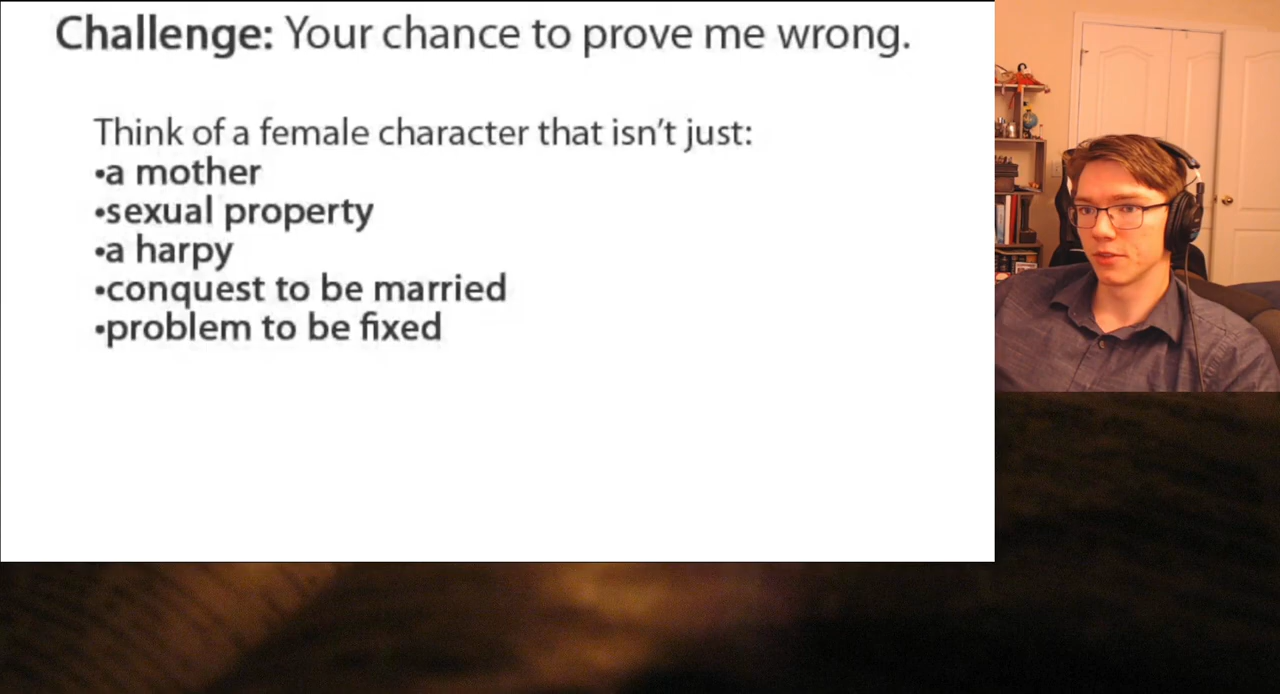 Challenge: Your chance to prove me wrong.
Think of a female character that isn't just:
•a mother
•sexual property
•a harpy
•conquest to be married
•problem to be fixed